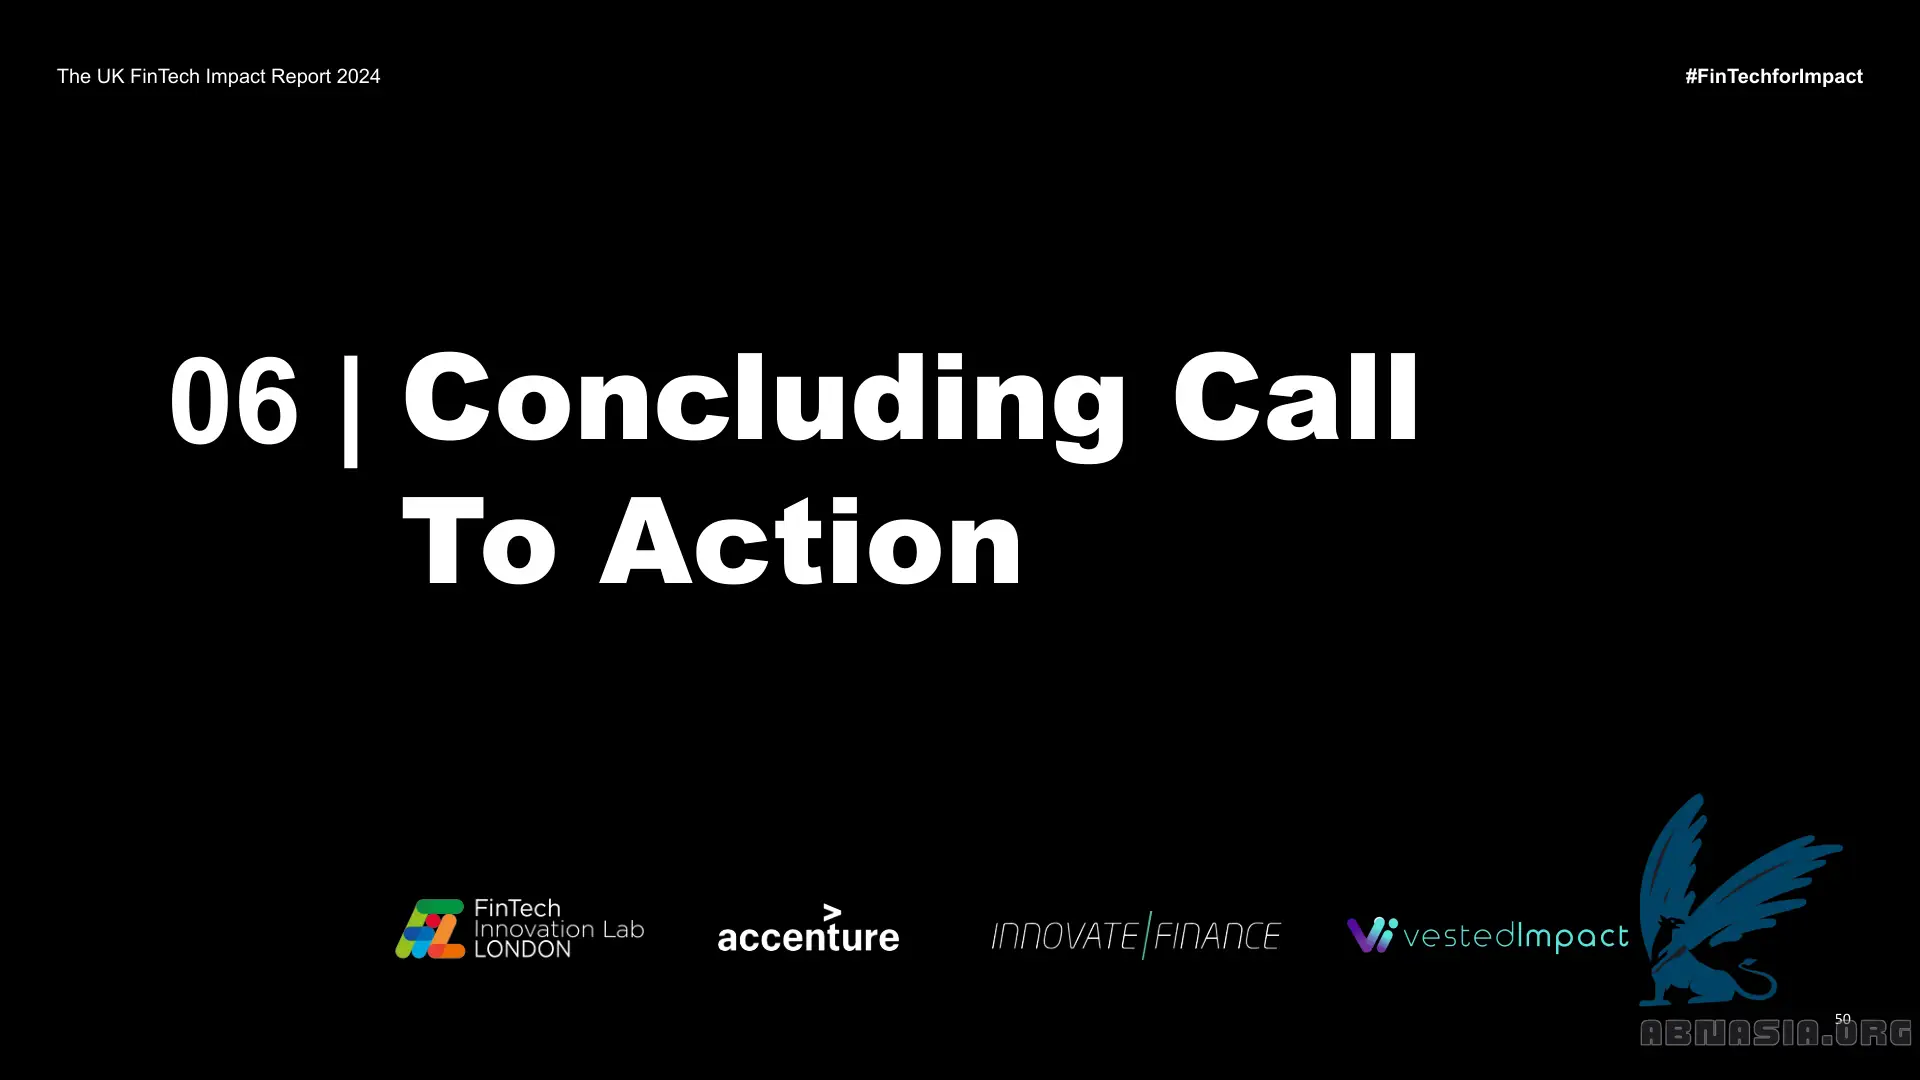 The UK FinTech Impact Report 2024
#FinTechforImpact
06 | Concluding Call
To Action
FinTech
Innovation Lab
LONDON
accenture
INNOVATE/FINANCE
vestedImpact
50
ABNASIA.ORG